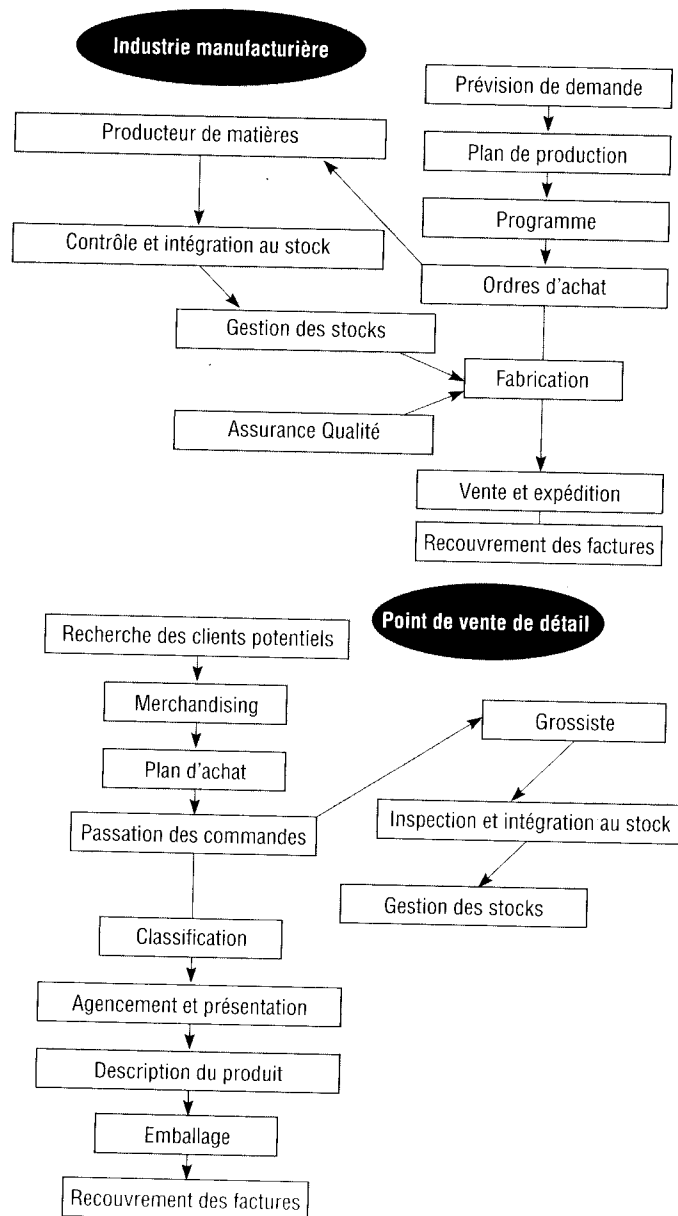 Industrie manufacturière
Prévision de demande
Producteur de matières
Plan de production
Programme
Contrôle et intégration au stock
Ordres d'achat
Gestion des stocks
Fabrication
Assurance Qualité
Vente et expédition
Recouvrement des factures
Point de vente de détail
Recherche des clients potentiels
Merchandising
Grossiste
Plan d'achat
Passation des commandes
Inspection et intégration au stock
Gestion des stocks
Classification
Agencement et présentation
Description du produit
Emballage
Recouvrement des factures